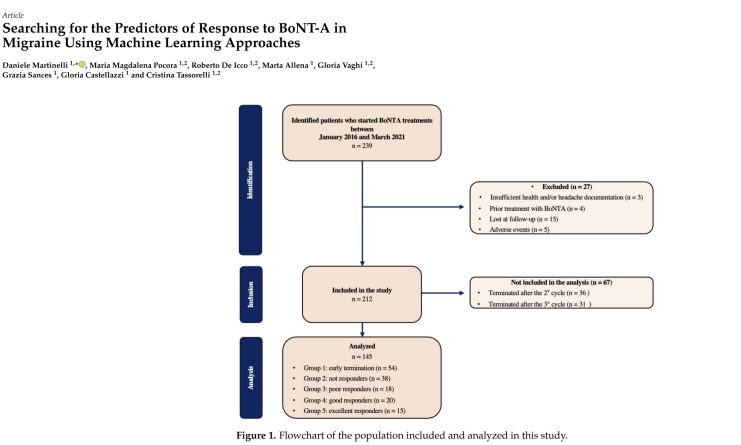 Article
Searching for the Predictors of Response to BoNT-A in
Migraine Using Machine Learning Approaches
Daniele Martinelli 1,*, Maria Magdalena Pocora 1,2, Roberto De Icco 1,2, Marta Allena 1, Gloria Vaghi 1,2,
Grazia Sances 1, Gloria Castellazzi 1 and Cristina Tassorelli 1,2
Identification
Identified patients who started BoNTA treatments
between
January 2016 and March 2021
n = 239
• Excluded (n = 27)
• Insufficient health and/or headache documentation (n = 3)
• Prior treatment with BoNTA (n = 4)
• Lost at follow-up (n = 15)
• Adverse events (n = 5)
Inclusion
Included in the study
n = 212
Not included in the analysis (n = 67)
• Terminated after the 2° cycle (n = 36 )
• Terminated after the 3° cycle (n = 31 )
Analysis
Analyzed
n = 145
• Group 1: early termination (n = 54)
• Group 2: not responders (n = 38)
• Group 3: poor responders (n = 18)
• Group 4: good responders (n = 20)
• Group 5: excellent responders (n = 15)
Figure 1. Flowchart of the population included and analyzed in this study.